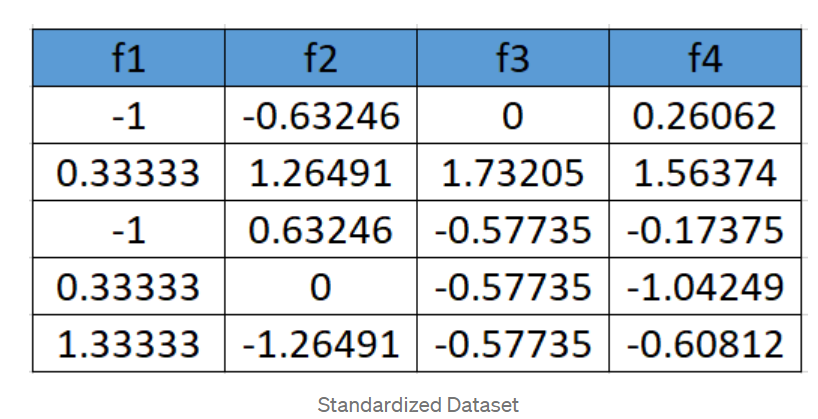 f1 f2 f3 f4
-1 -0.63246 0 0.26062
0.33333 1.26491 1.73205 1.56374
-1 0.63246 -0.57735 -0.17375
0.33333 0 -0.57735 -1.04249
1.33333 -1.26491 -0.57735 -0.60812
Standardized Dataset